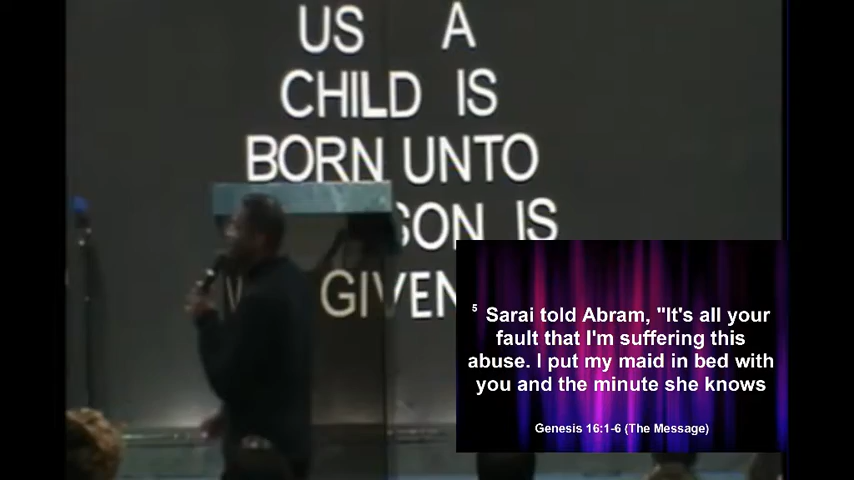 US A
CHILD IS
BORN UNTO
SON IS
GIVEN
5 Sarai told Abram, "It's all your
fault that I'm suffering this
abuse. I put my maid in bed with
you and the minute she knows
Genesis 16:1-6 (The Message)